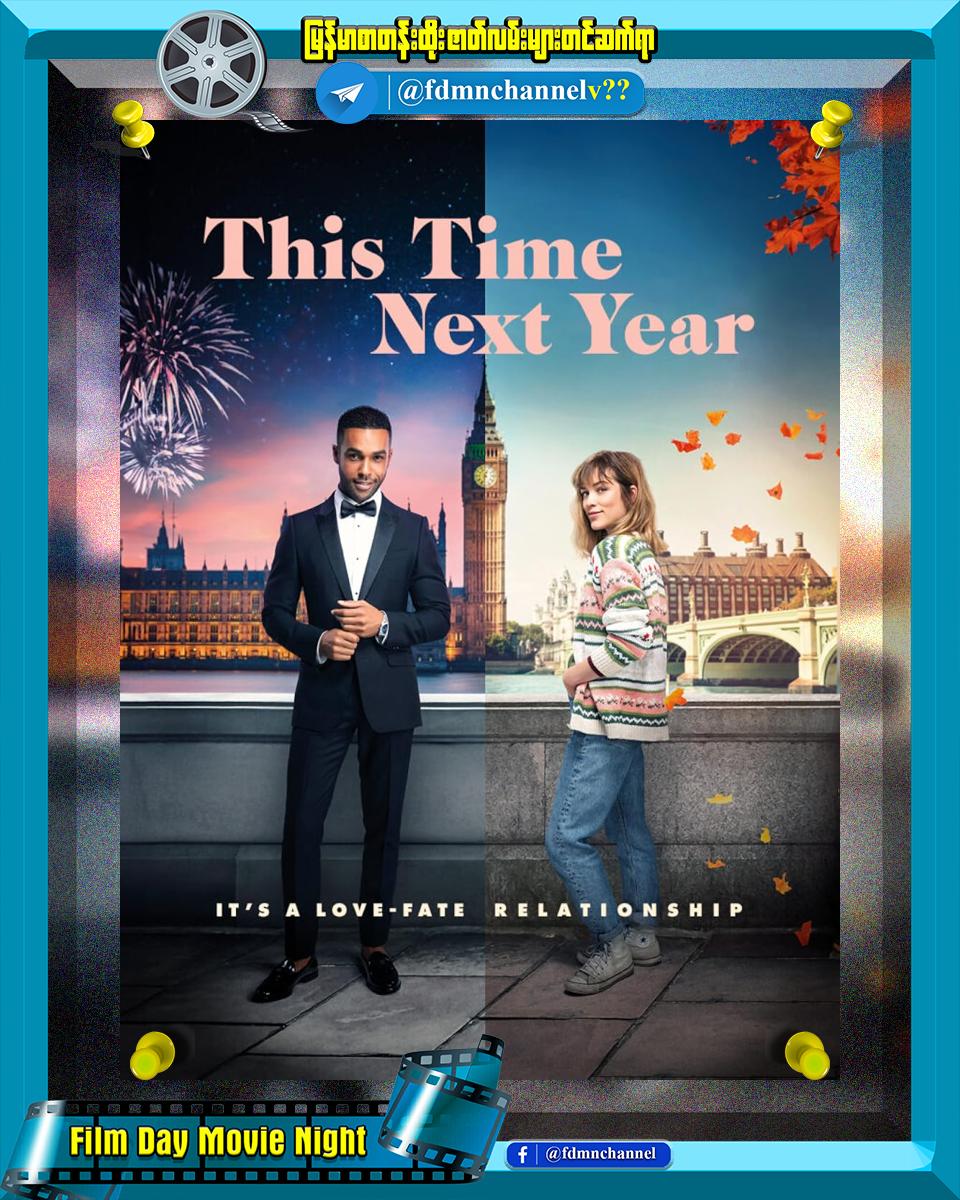 မြန်မာစာတန်းထိုးဇာတ်လမ်းများတင်ဆက်ရာ
@fdmnchannelv??
This Time
Next Year
IT'S A LOVE-FATE RELATIONSHIP
Film Day Movie Night
@fdmnchannel